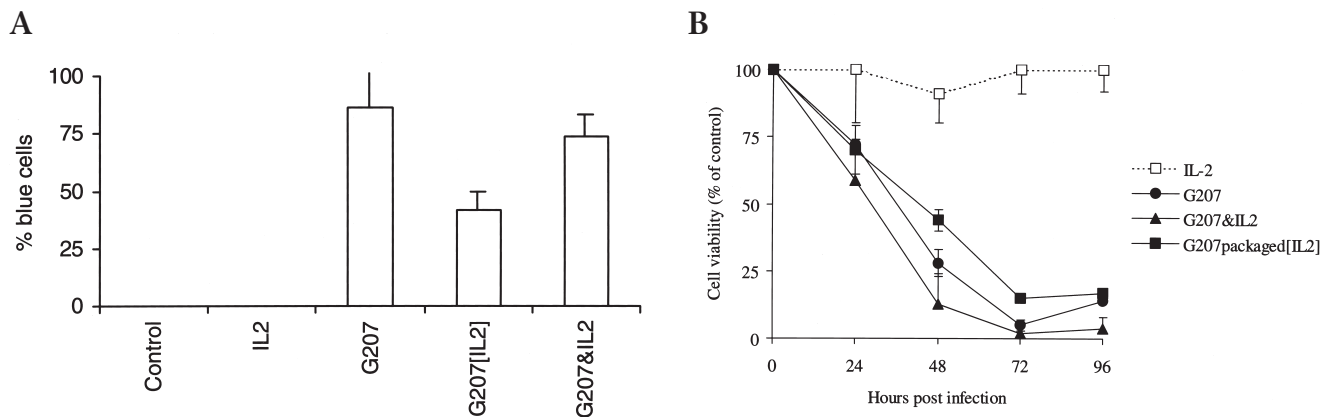 A
100
75
50
25
0
% blue cells
Control
IL2
G207
G207[IL2]
G207&IL2
B
100
75
50
25
0
Cell viability (% of control)
0 24 48 72 96
Hours post infection
IL-2
G207
G207&IL2
G207packaged[IL2]